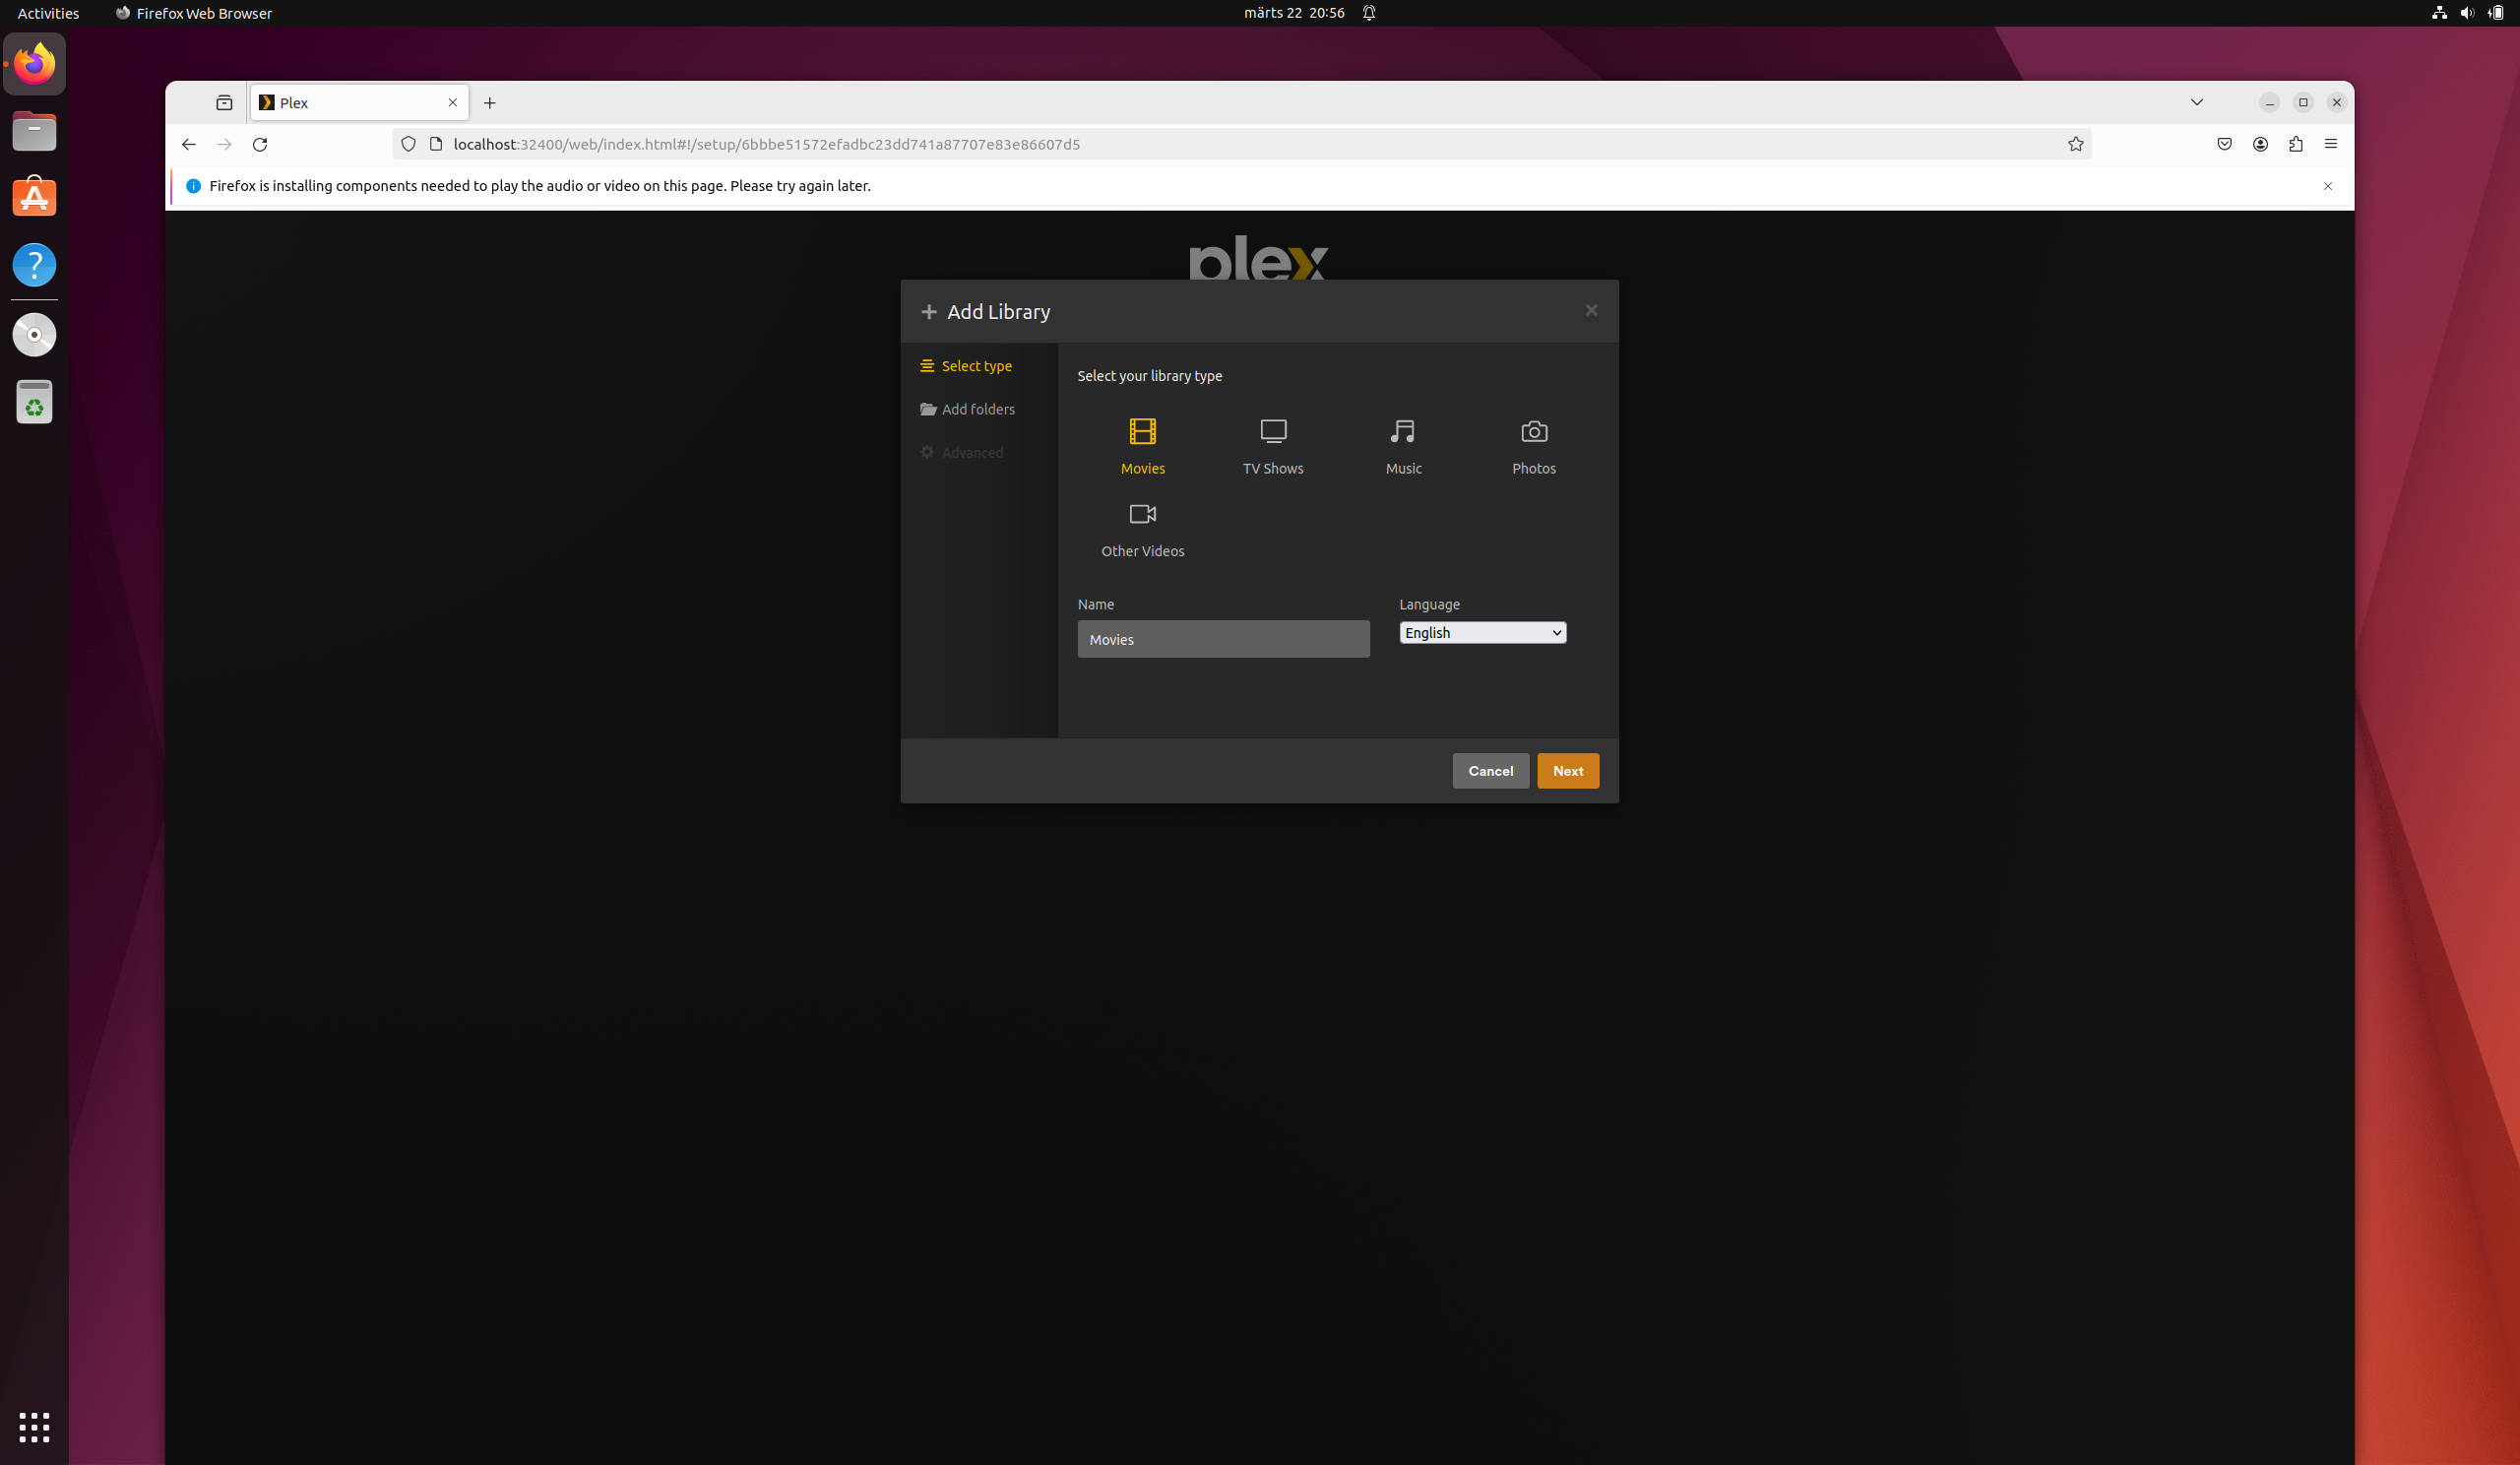 Activities
Firefox Web Browser
märts 22 20:56
Plex
localhost:32400/web/index.html#!/setup/6bbbe51572efadbc23dd741a87707e83e86607d5
Firefox is installing components needed to play the audio or video on this page. Please try again later.
plex
Add Library
Select type
Add folders
Advanced
Select your library type
Movies
TV Shows
Music
Photos
Other Videos
Name
Language
Movies
English
Cancel
Next